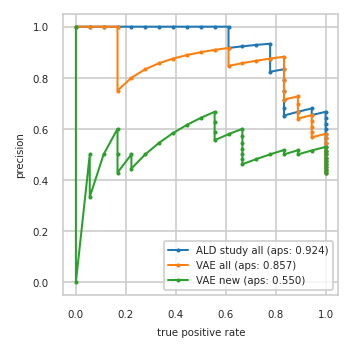 1.0
0.8
0.6
0.4
0.2
0.0
precision
0.0 0.2 0.4 0.6 0.8 1.0
true positive rate
ALD study all (aps: 0.924)
VAE all (aps: 0.857)
VAE new (aps: 0.550)